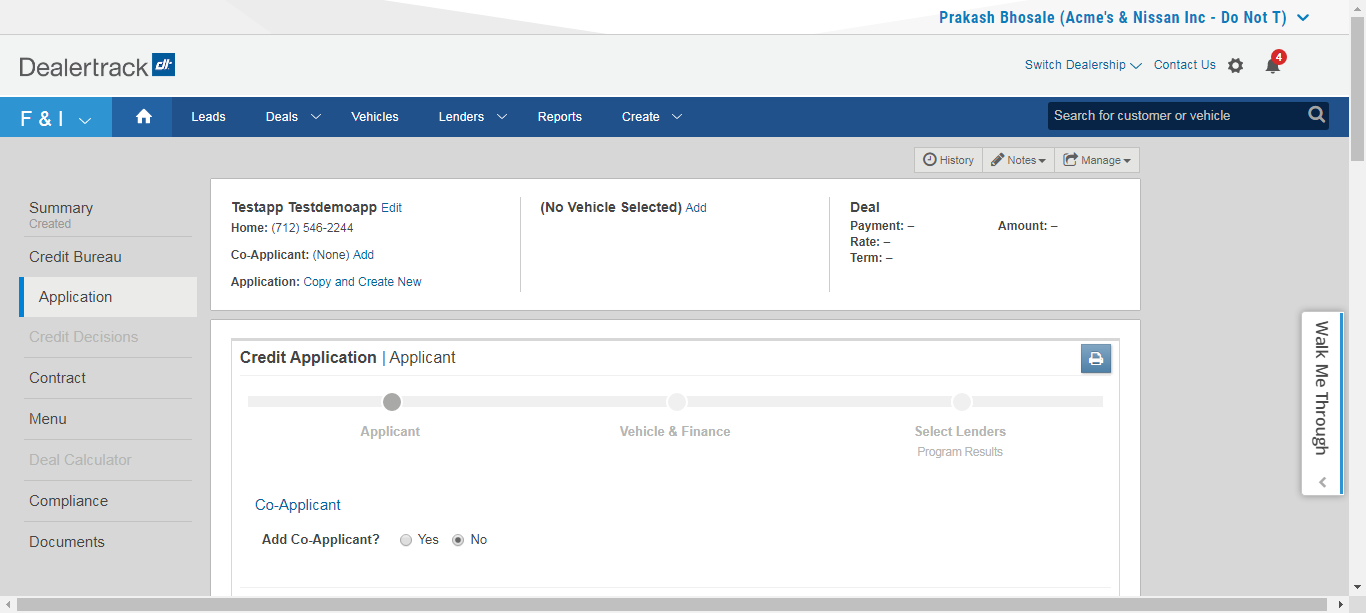 Prakash Bhosale (Acme's & Nissan Inc - Do Not T)
Dealertrack dt
Switch Dealership Contact Us 4
F & I Leads Deals Vehicles Lenders Reports Create Search for customer or vehicle
History Notes Manage
Summary
Created
Credit Bureau
Application
Credit Decisions
Contract
Menu
Deal Calculator
Compliance
Documents
Testapp Testdemoapp Edit
Home: (712) 546-2244
Co-Applicant: (None) Add
Application: Copy and Create New
(No Vehicle Selected) Add
Deal
Payment: – Amount: –
Rate: –
Term: –
Credit Application | Applicant
Applicant Vehicle & Finance Select Lenders
Program Results
Co-Applicant
Add Co-Applicant? Yes No
Walk Me Through